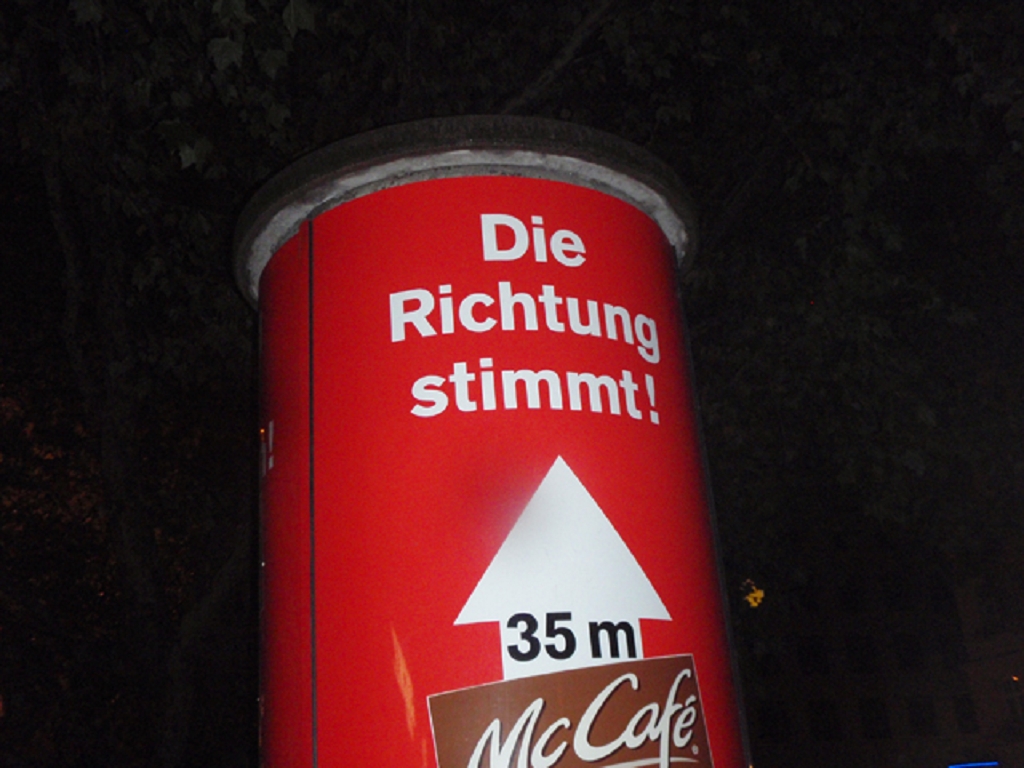 Die
Richtung
stimmt!
35 m
McCafé